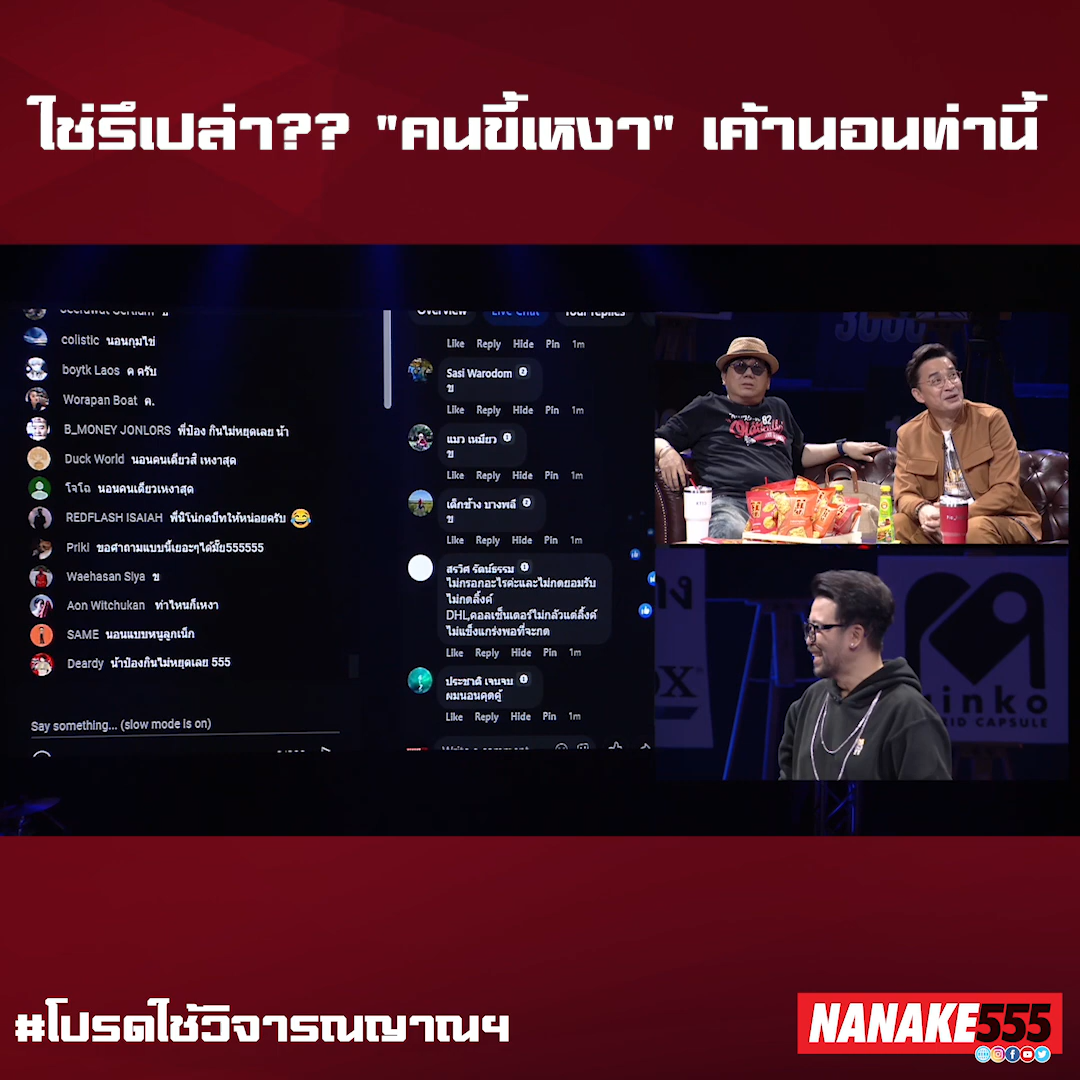 ใช่รึเปล่า?? "คนขี้เหงา" เค้านอนท่านี้
colistic นอนกุมไข่
boytk Laos ค ครับ
Worapan Boat ค.
B_MONEY JONLORS พี่ป๋อง กินไม่หยุดเลย น้า
Duck World นอนคนเดียวสิ เหงาสุด
โจโฉ นอนคนเดียวเหงาสุด
REDFLASH ISAIAH พี่นีโน่กดบีทให้หน่อยครับ 😂
Priki ขอคำถามแบบนี้เยอะๆได้มั๊ย555555
Waehasan Siya ข
Aon Witchukan ท่าไหนก็เหงา
SAME นอนแบบหนูลูกเน็ก
Deardy น้าป๋องกินไม่หยุดเลย 555
Say something... (slow mode is on)
Overview Live Chat Your replies
Like Reply Hide Pin 1m
Sasi Warodom
ข
Like Reply Hide Pin 1m
แมว เหมียว
ข
Like Reply Hide Pin 1m
เด็กช้าง บางพลี
ข
Like Reply Hide Pin 1m
สรวิศ รัตน์ธรรม
ไม่กรอกอะไรค่ะและไม่กดยอมรับ
ไม่กดลิ้งค์
DHL,คอลเซ็นเตอร์ไม่กลัวแต่ลิ้งค์
ไม่แข็งแกร่งพอที่จะกด
Like Reply Hide Pin 1m
ประชาติ เจนจบ
ผมนอนคุดคู้
Like Reply Hide Pin 1m
Write a comment
82
inko
RID CAPSULE
#โปรดใช้วิจารณญาณฯ
NANAKE555